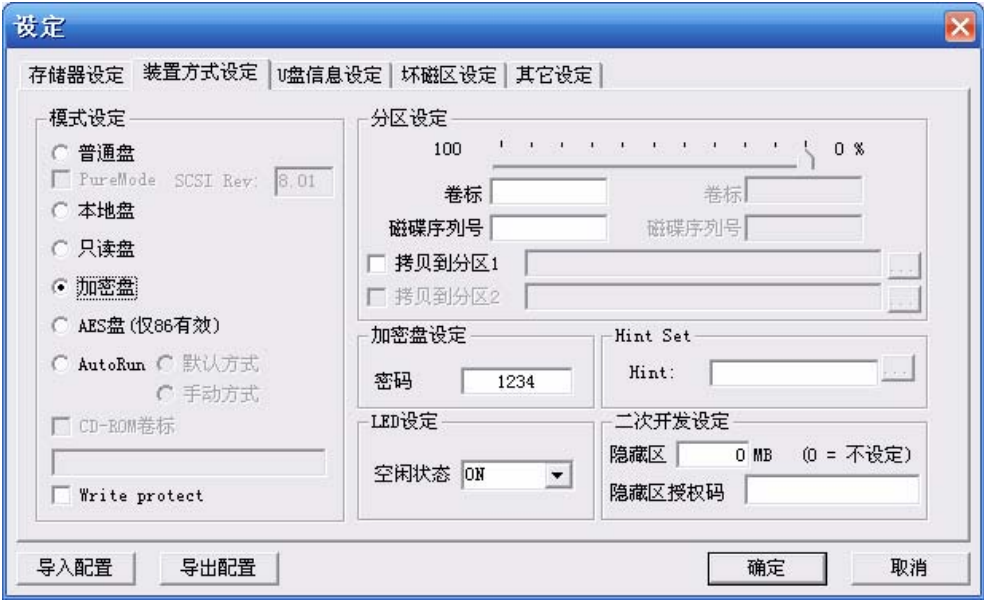 设定
存储器设定 装置方式设定 U盘信息设定 坏磁区设定 其它设定
模式设定
普通盘
PureMode SCSI Rev: 8.01
本地盘
只读盘
加密盘
AES盘(仅86有效)
AutoRun 默认方式
手动方式
CD-ROM卷标
Write protect
分区设定
100 0 %
卷标 卷标
磁碟序列号 磁碟序列号
拷贝到分区1 ...
拷贝到分区2 ...
加密盘设定
密码 1234
Hint Set
Hint: ...
LED设定
空闲状态 ON
二次开发设定
隐藏区 0 MB (0 = 不设定)
隐藏区授权码
导入配置 导出配置 确定 取消